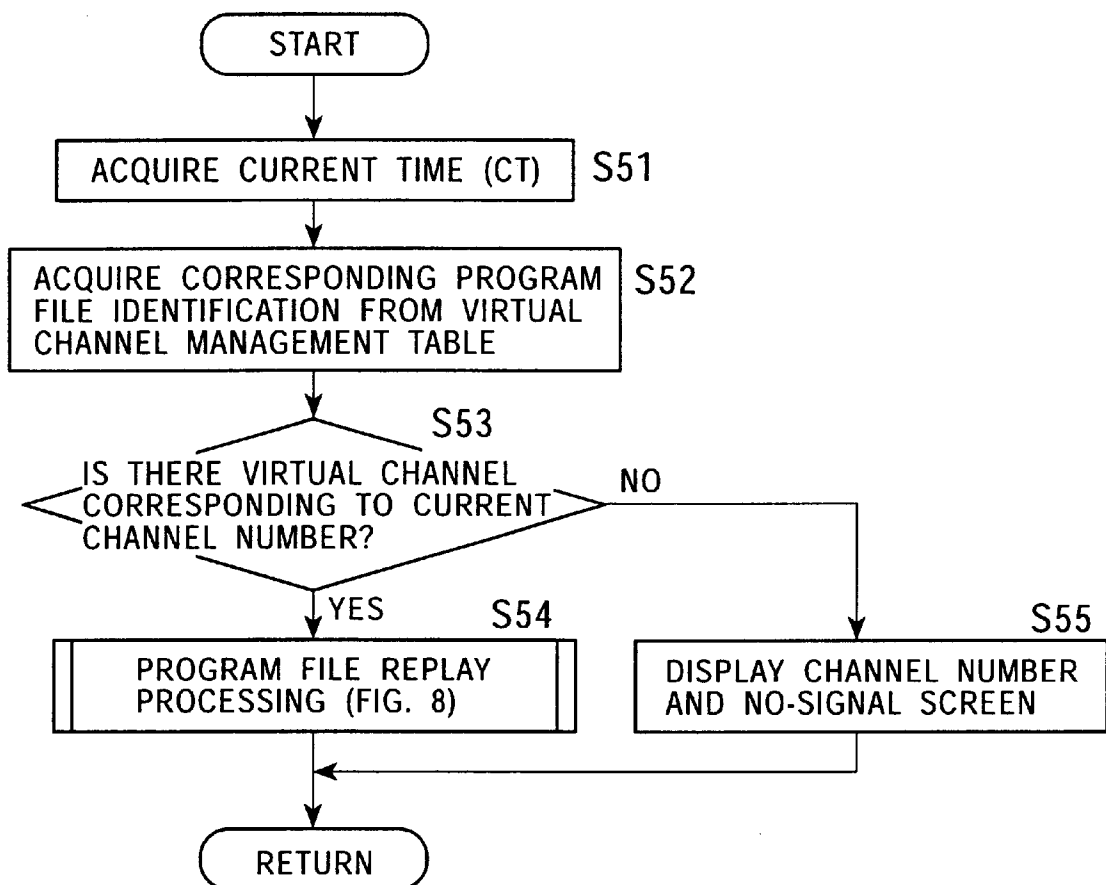 START
ACQUIRE CURRENT TIME (CT)
S51
ACQUIRE CORRESPONDING PROGRAM
FILE IDENTIFICATION FROM VIRTUAL
CHANNEL MANAGEMENT TABLE
S52
S53
IS THERE VIRTUAL CHANNEL
CORRESPONDING TO CURRENT
CHANNEL NUMBER?
NO
YES
S54
PROGRAM FILE REPLAY
PROCESSING (FIG. 8)
S55
DISPLAY CHANNEL NUMBER
AND NO-SIGNAL SCREEN
RETURN